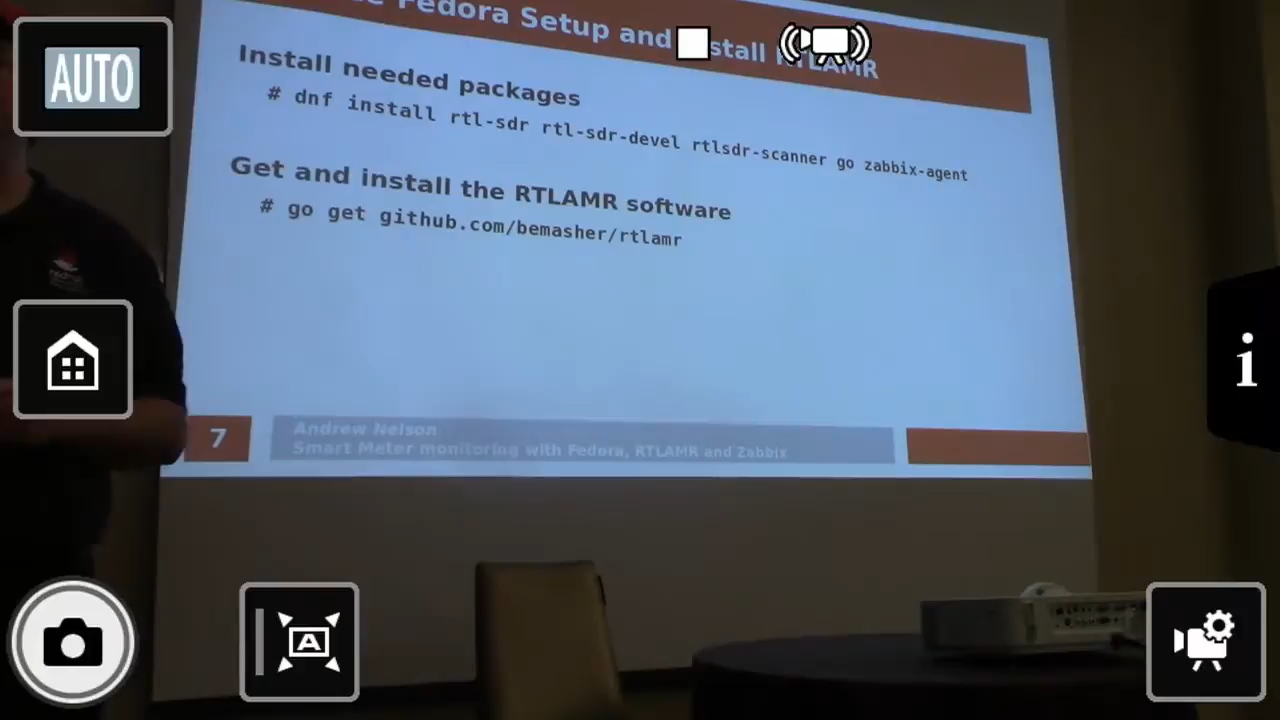 Fedora Setup and Install RTLAMR
AUTO
Install needed packages
# dnf install rtl-sdr rtl-sdr-devel rtlsdr-scanner go zabbix-agent
Get and install the RTLAMR software
# go get github.com/bemasher/rtlamr
i
7
Andrew Nelson
Smart Meter monitoring with Fedora, RTLAMR and Zabbix
A